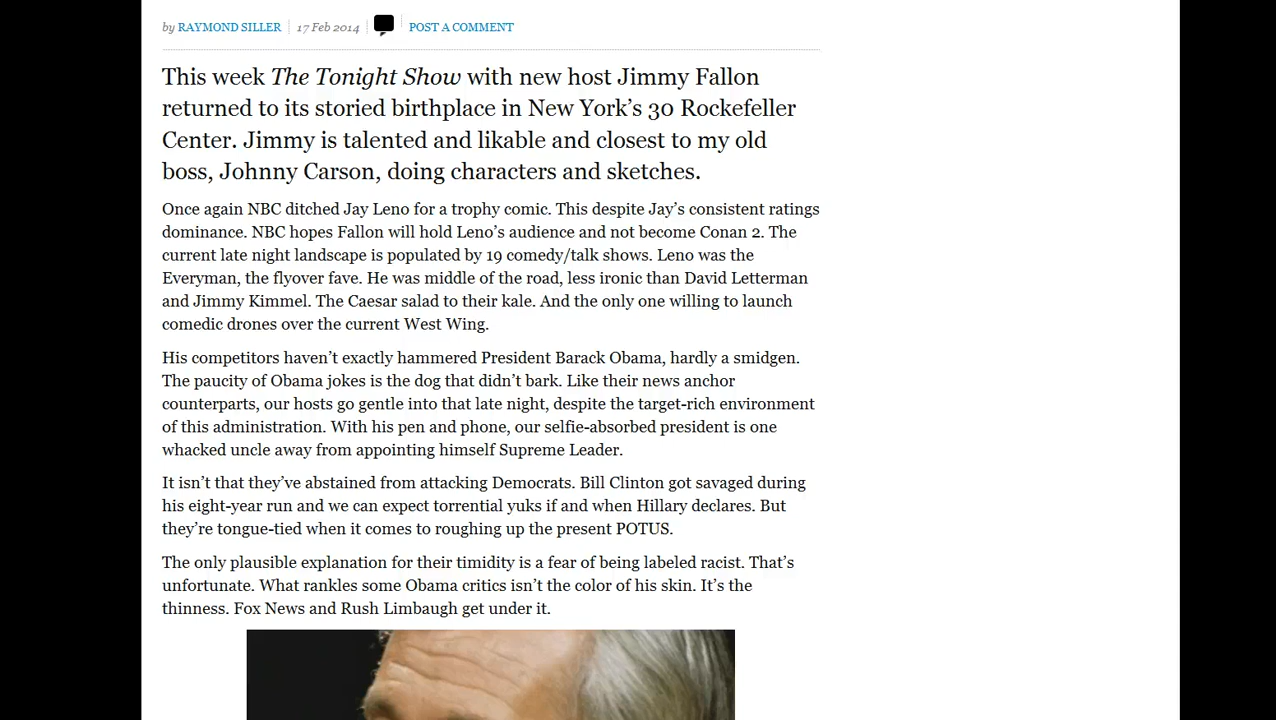 by RAYMOND SILLER 17 Feb 2014 POST A COMMENT
This week The Tonight Show with new host Jimmy Fallon
returned to its storied birthplace in New York’s 30 Rockefeller
Center. Jimmy is talented and likable and closest to my old
boss, Johnny Carson, doing characters and sketches.
Once again NBC ditched Jay Leno for a trophy comic. This despite Jay’s consistent ratings
dominance. NBC hopes Fallon will hold Leno’s audience and not become Conan 2. The
current late night landscape is populated by 19 comedy/talk shows. Leno was the
Everyman, the flyover fave. He was middle of the road, less ironic than David Letterman
and Jimmy Kimmel. The Caesar salad to their kale. And the only one willing to launch
comedic drones over the current West Wing.
His competitors haven’t exactly hammered President Barack Obama, hardly a smidgen.
The paucity of Obama jokes is the dog that didn’t bark. Like their news anchor
counterparts, our hosts go gentle into that late night, despite the target-rich environment
of this administration. With his pen and phone, our selfie-absorbed president is one
whacked uncle away from appointing himself Supreme Leader.
It isn’t that they’ve abstained from attacking Democrats. Bill Clinton got savaged during
his eight-year run and we can expect torrential yuks if and when Hillary declares. But
they’re tongue-tied when it comes to roughing up the present POTUS.
The only plausible explanation for their timidity is a fear of being labeled racist. That’s
unfortunate. What rankles some Obama critics isn’t the color of his skin. It’s the
thinness. Fox News and Rush Limbaugh get under it.